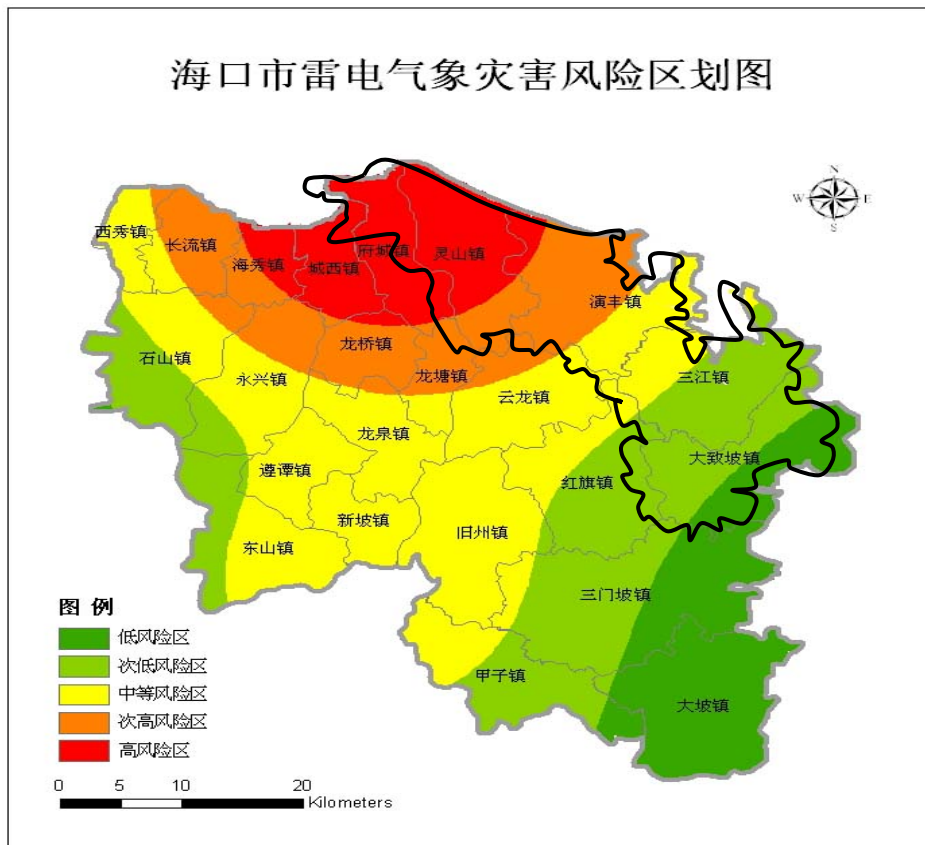 海口市雷电气象灾害风险区划图
N
W E
S
西秀镇
长流镇
海秀镇
城西镇
府城镇
灵山镇
演丰镇
石山镇
永兴镇
龙桥镇
龙塘镇
云龙镇
三江镇
龙泉镇
遵谭镇
红旗镇
大致坡镇
新坡镇
旧州镇
东山镇
三门坡镇
甲子镇
大坡镇
图 例
低风险区
次低风险区
中等风险区
次高风险区
高风险区
0 5 10 20
Kilometers